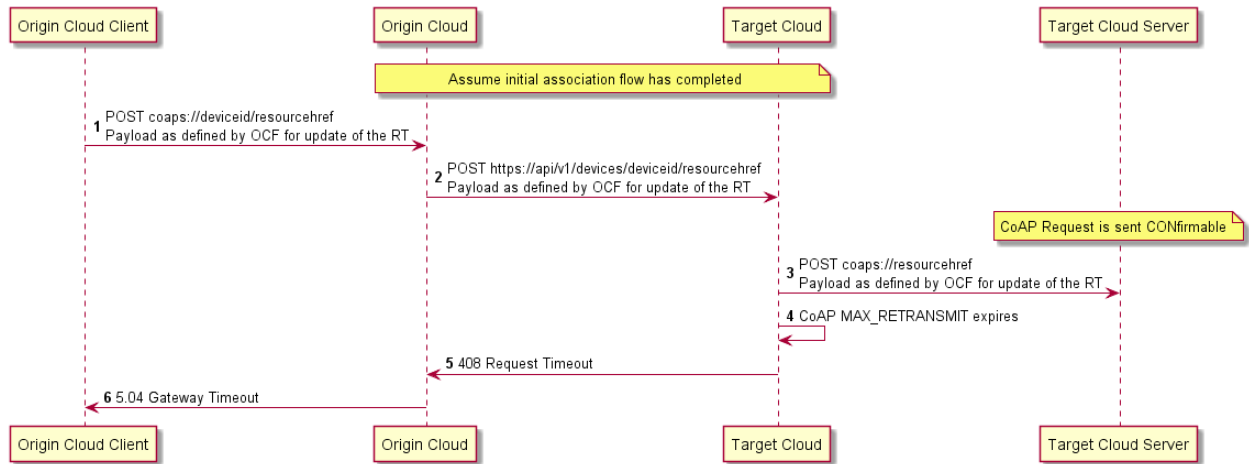 Origin Cloud Client
Origin Cloud
Target Cloud
Target Cloud Server
Assume initial association flow has completed
1 POST coaps://deviceid/resourcehref
Payload as defined by OCF for update of the RT
2 POST https://api/v1/devices/deviceid/resourcehref
Payload as defined by OCF for update of the RT
CoAP Request is sent CONfirmable
3 POST coaps://resourcehref
Payload as defined by OCF for update of the RT
4 CoAP MAX_RETRANSMIT expires
5 408 Request Timeout
6 5.04 Gateway Timeout
Origin Cloud Client
Origin Cloud
Target Cloud
Target Cloud Server